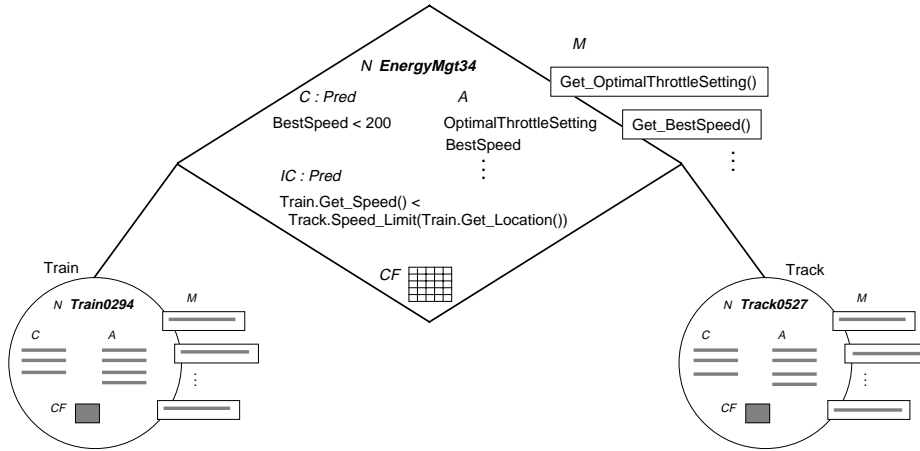 M
N EnergyMgt34
Get_OptimalThrottleSetting()
C : Pred
A
BestSpeed < 200
OptimalThrottleSetting
Get_BestSpeed()
BestSpeed
IC : Pred
Train.Get_Speed() <
Track.Speed_Limit(Train.Get_Location())
CF
Train
N Train0294
M
C
A
CF
Track
N Track0527
M
C
A
CF